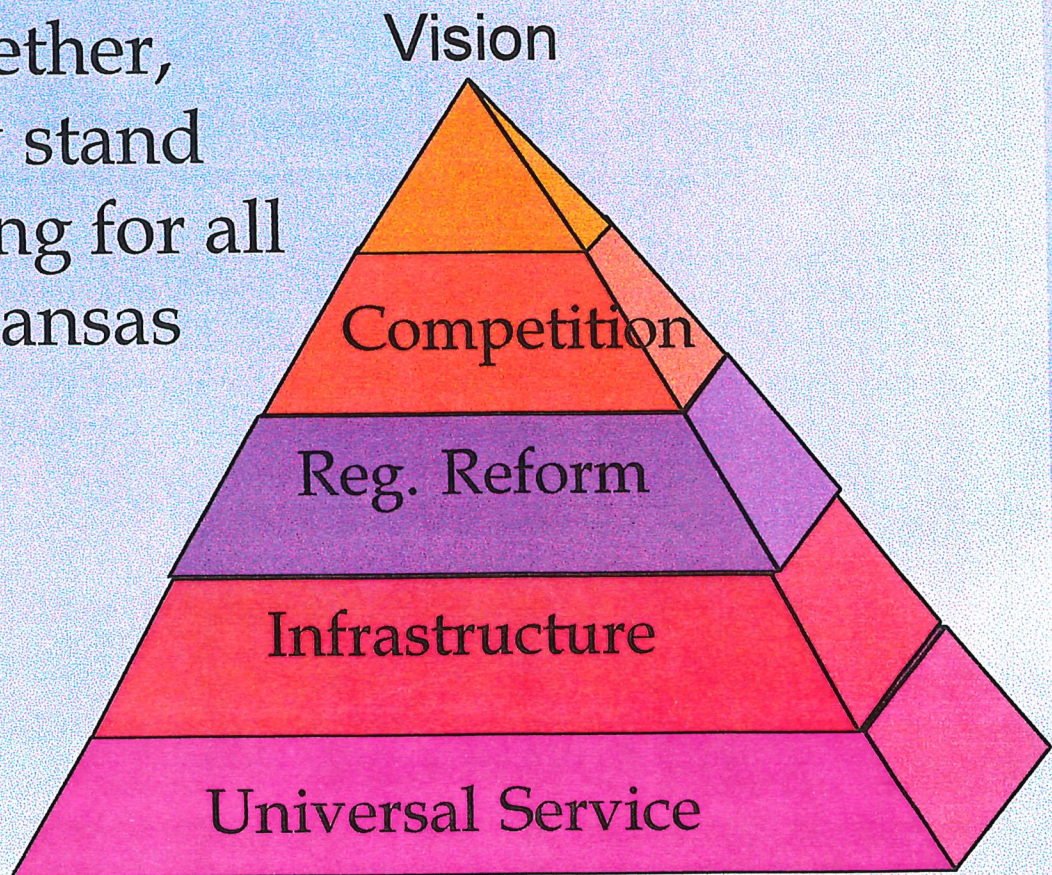 ether,
stand
ng for all
ansas
Vision
Competition
Reg. Reform
Infrastructure
Universal Service